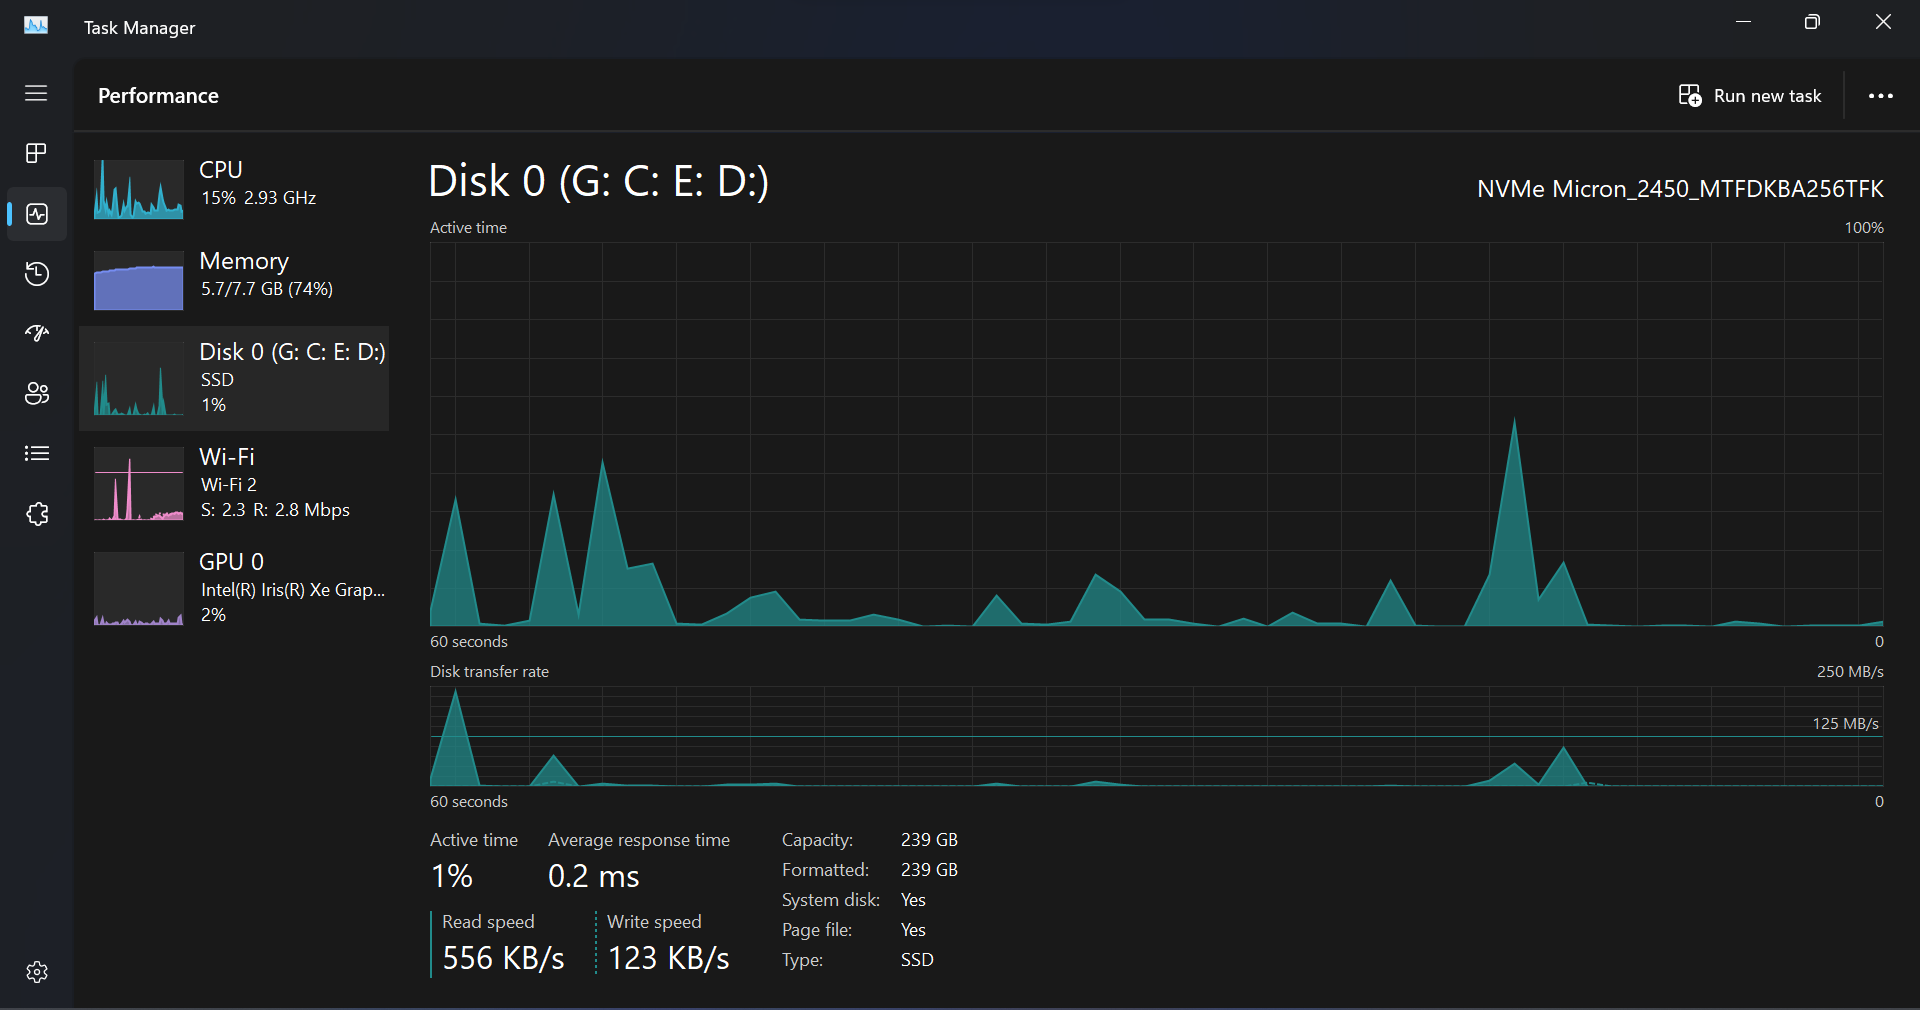 Task Manager
Performance
Run new task
CPU
15% 2.93 GHz
Memory
5.7/7.7 GB (74%)
Disk 0 (G: C: E: D:)
SSD
1%
Wi-Fi
Wi-Fi 2
S: 2.3 R: 2.8 Mbps
GPU 0
Intel(R) Iris(R) Xe Grap...
2%
Disk 0 (G: C: E: D:)
NVMe Micron_2450_MTFDKBA256TFK
Active time 100%
60 seconds 0
Disk transfer rate 250 MB/s
125 MB/s
60 seconds 0
Active time Average response time
1% 0.2 ms
Read speed Write speed
556 KB/s 123 KB/s
Capacity: 239 GB
Formatted: 239 GB
System disk: Yes
Page file: Yes
Type: SSD